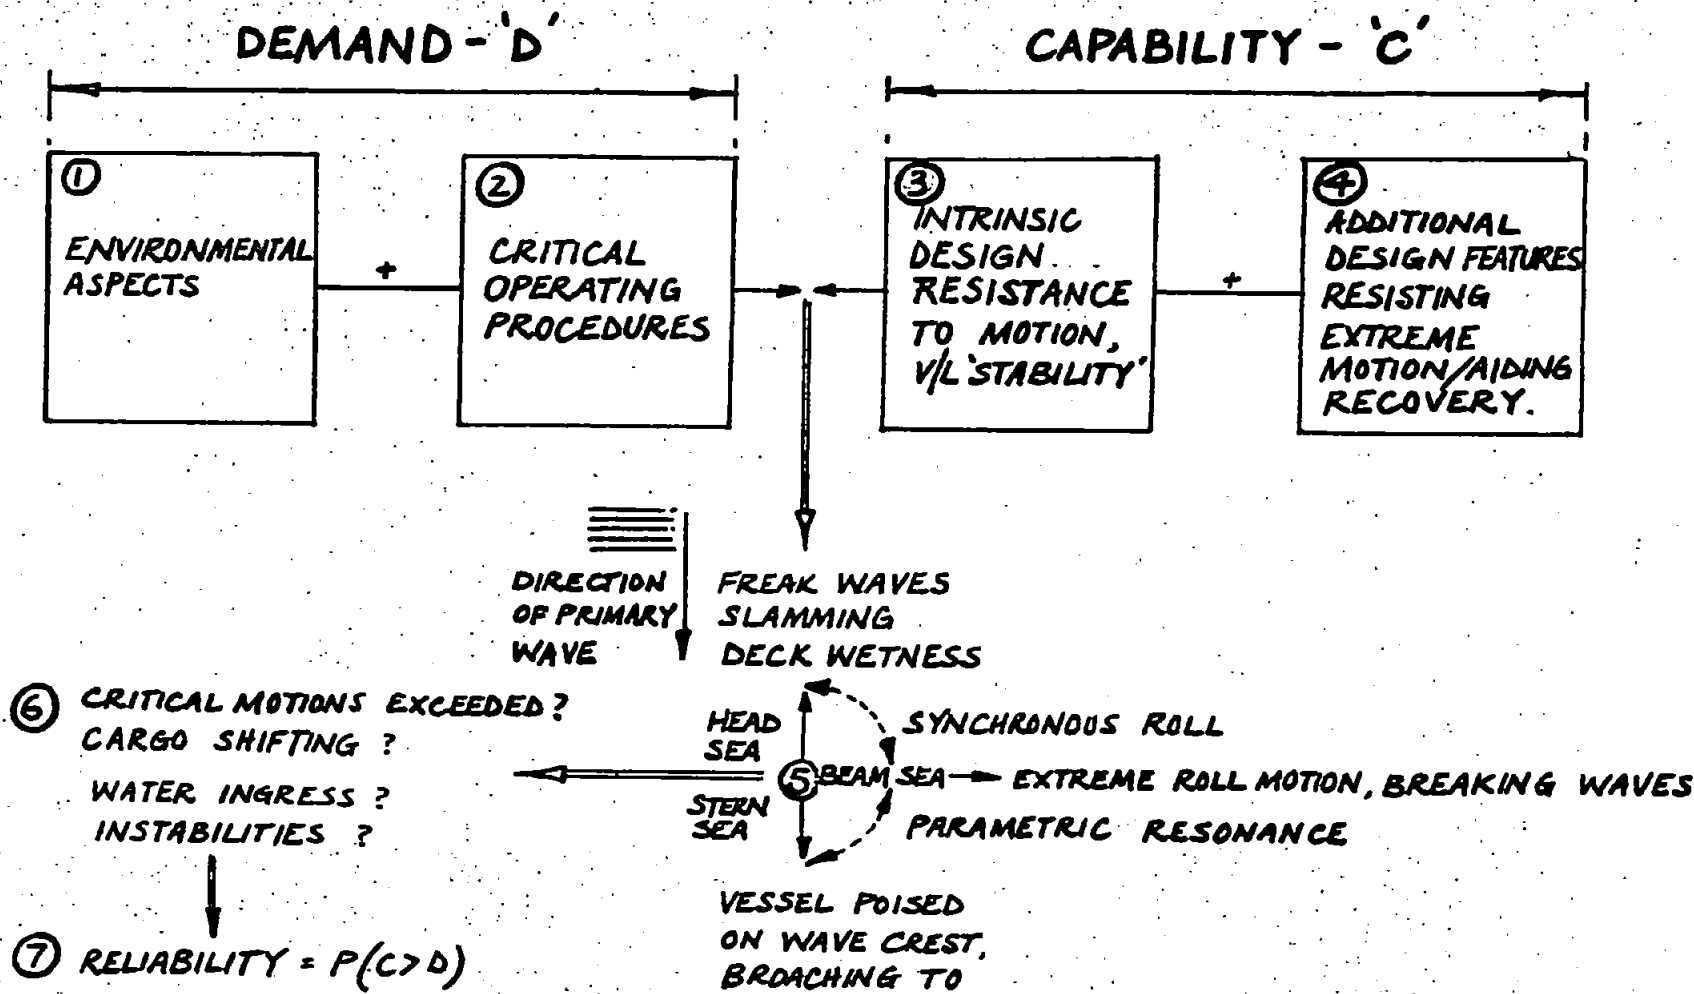 DEMAND - 'D'
CAPABILITY - 'C'
①
ENVIRONMENTAL
ASPECTS
+
②
CRITICAL
OPERATING
PROCEDURES
③
INTRINSIC
DESIGN
RESISTANCE
TO MOTION,
V/L 'STABILITY'
+
④
ADDITIONAL
DESIGN FEATURES
RESISTING
EXTREME
MOTION/AIDING
RECOVERY.
DIRECTION
OF PRIMARY
WAVE
FREAK WAVES
SLAMMING
DECK WETNESS
HEAD
SEA
SYNCHRONOUS ROLL
⑤ BEAM SEA → EXTREME ROLL MOTION, BREAKING WAVES
STERN
SEA
PARAMETRIC RESONANCE
VESSEL POISED
ON WAVE CREST,
BROACHING TO
⑥ CRITICAL MOTIONS EXCEEDED?
CARGO SHIFTING ?
WATER INGRESS ?
INSTABILITIES ?
⑦ RELIABILITY = P(C>D)